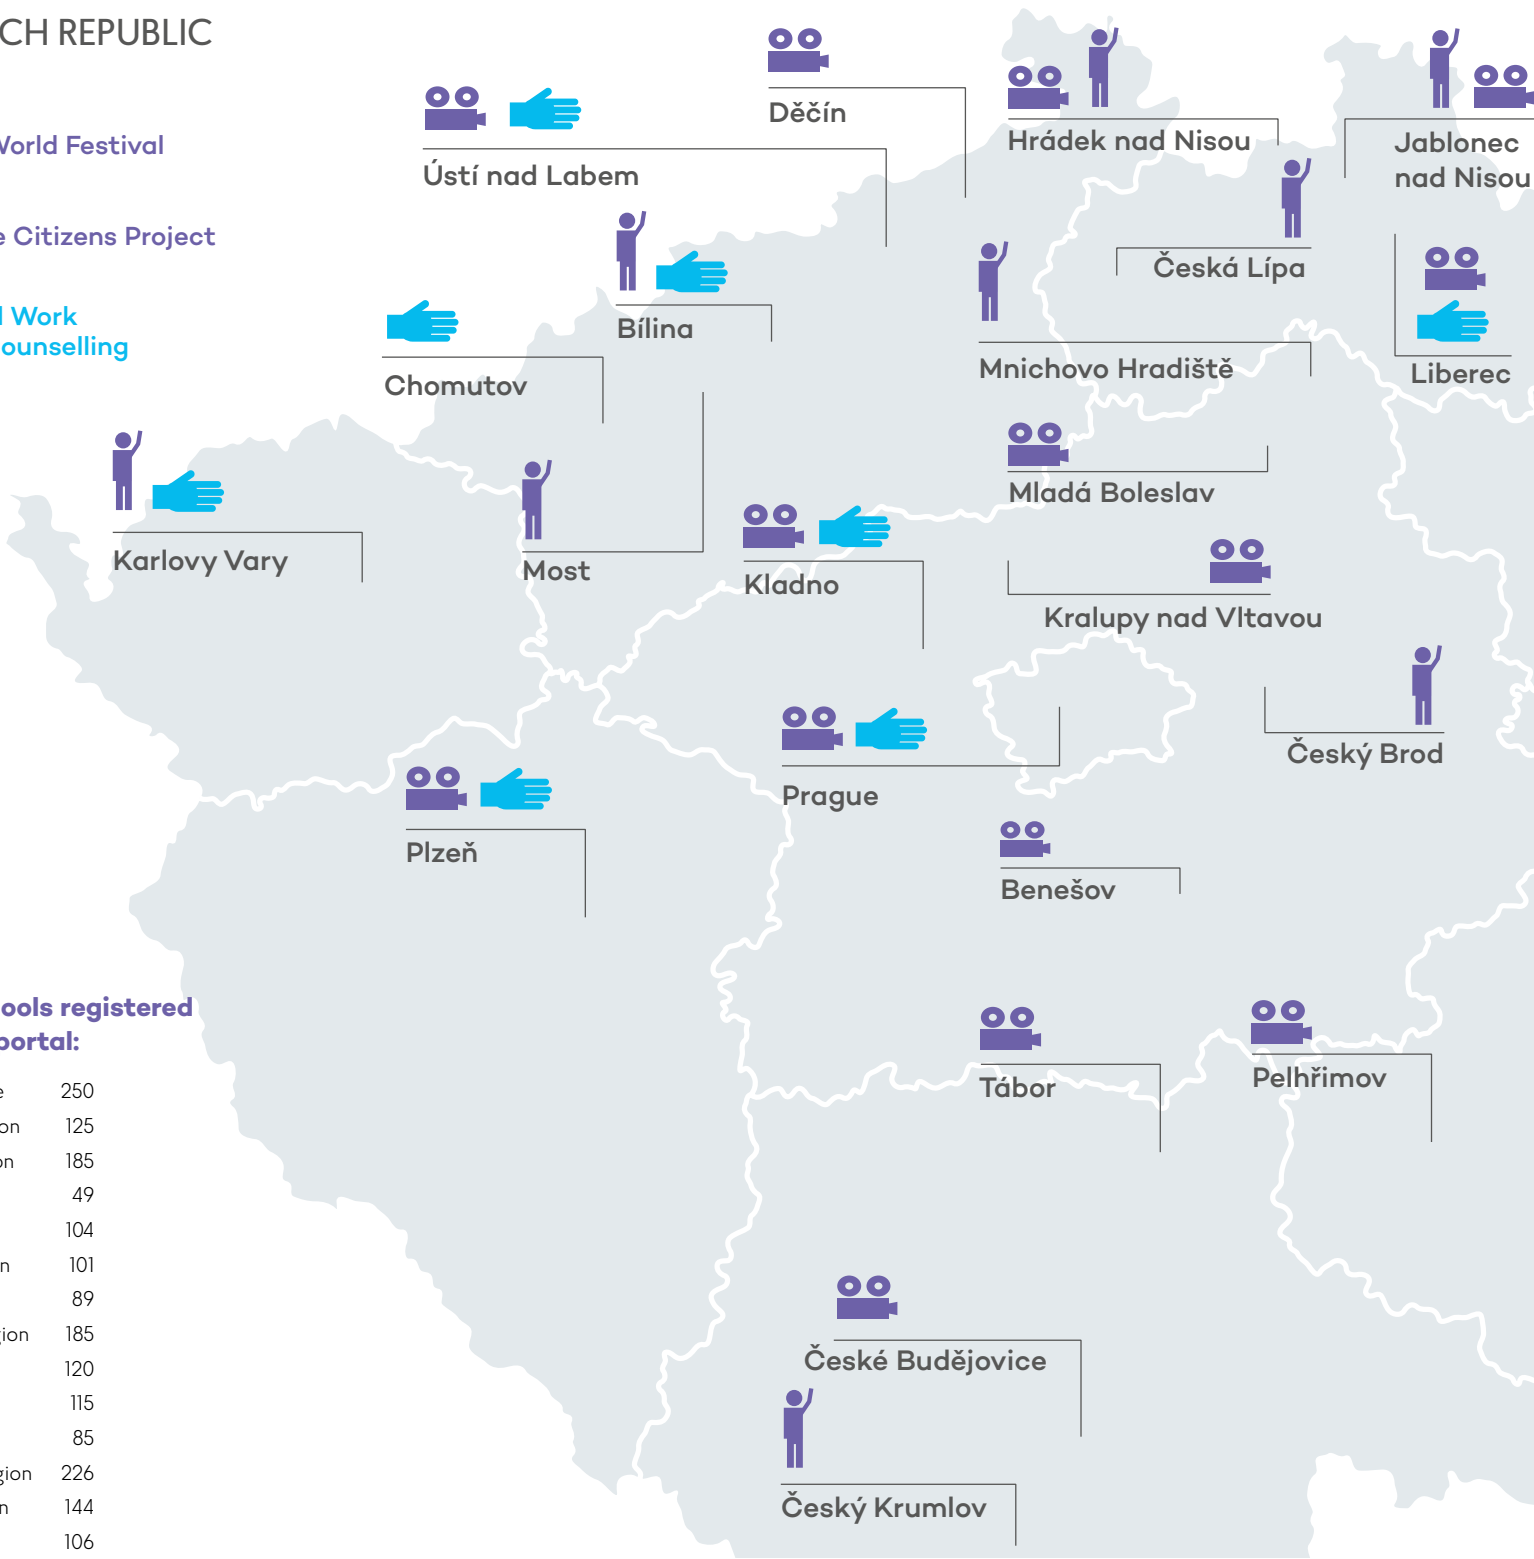 CH REPUBLIC
World Festival
e Citizens Project
l Work
ounselling
Děčín
Hrádek nad Nisou
Jablonec
nad Nisou
Ústí nad Labem
Česká Lípa
Bílina
Mnichovo Hradiště
Liberec
Chomutov
Mladá Boleslav
Karlovy Vary
Most
Kladno
Kralupy nad Vltavou
Český Brod
Prague
Plzeň
Benešov
Tábor
Pelhřimov
České Budějovice
Český Krumlov
ools registered
portal:
e 250
on 125
on 185
49
104
n 101
89
gion 185
120
115
85
gion 226
n 144
106